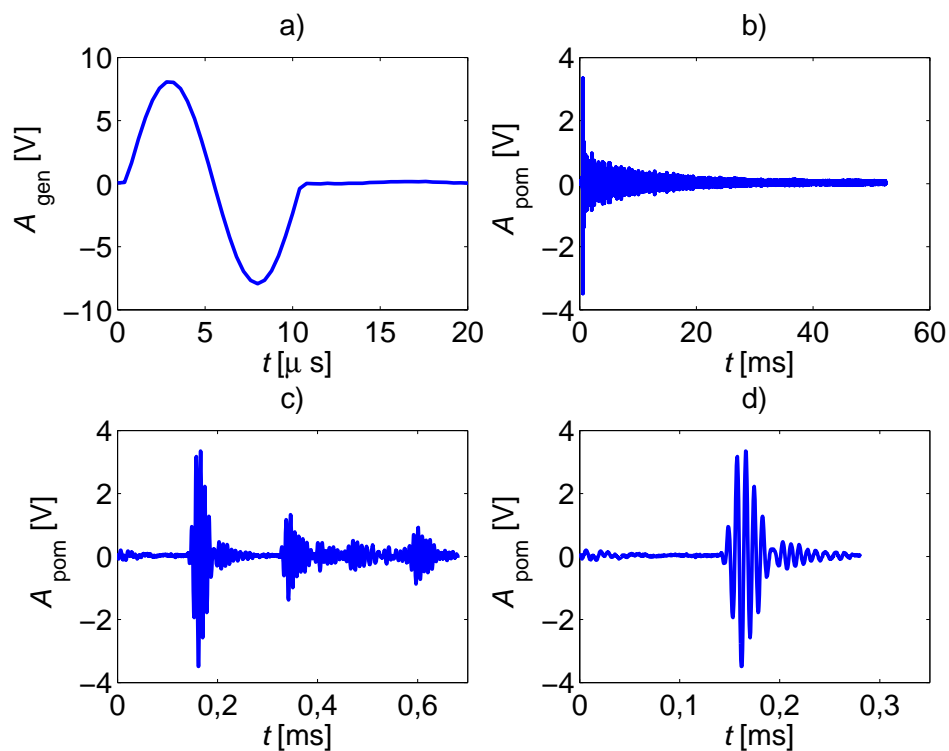 a)
10
5
0
−5
−10
A gen [V]
0 5 10 15 20
t [μ s]
b)
4
2
0
−2
−4
A pom [V]
0 20 40 60
t [ms]
c)
4
2
0
−2
−4
A pom [V]
0 0,2 0,4 0,6
t [ms]
d)
4
2
0
−2
−4
A pom [V]
0 0,1 0,2 0,3
t [ms]